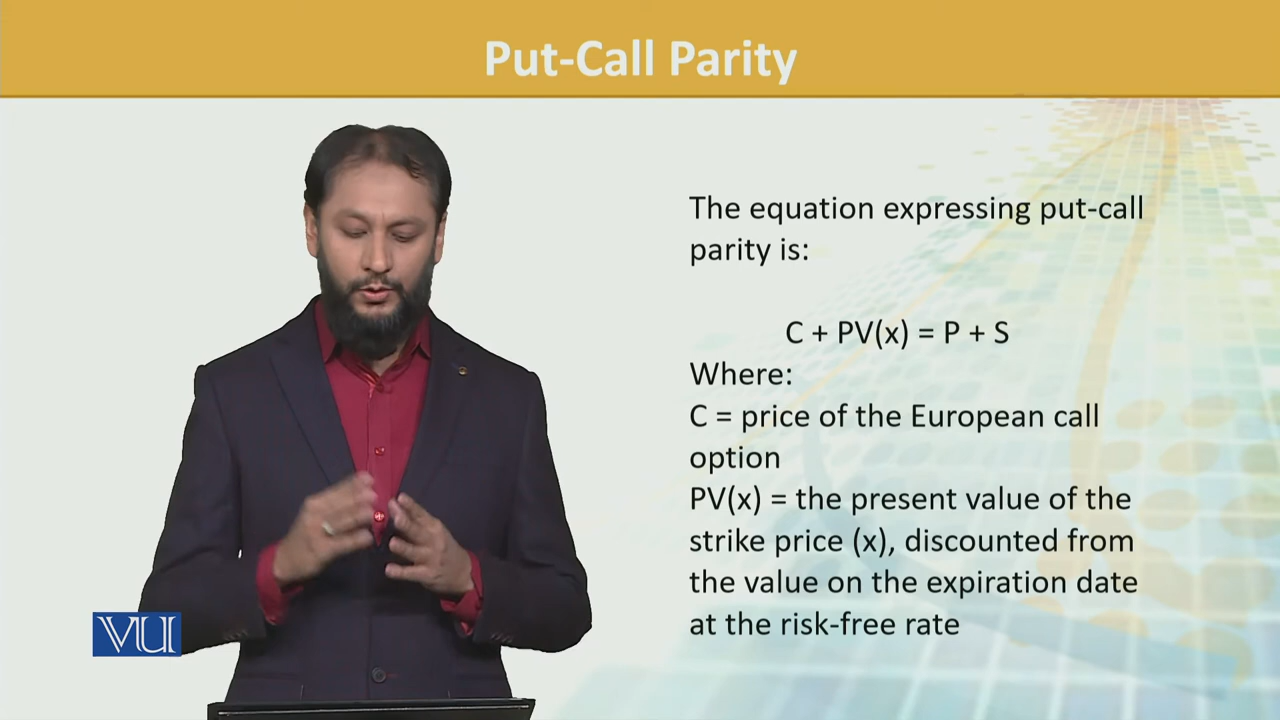 Put-Call Parity
The equation expressing put-call
parity is:
C + PV(x) = P + S
Where:
C = price of the European call
option
PV(x) = the present value of the
strike price (x), discounted from
the value on the expiration date
at the risk-free rate
VU